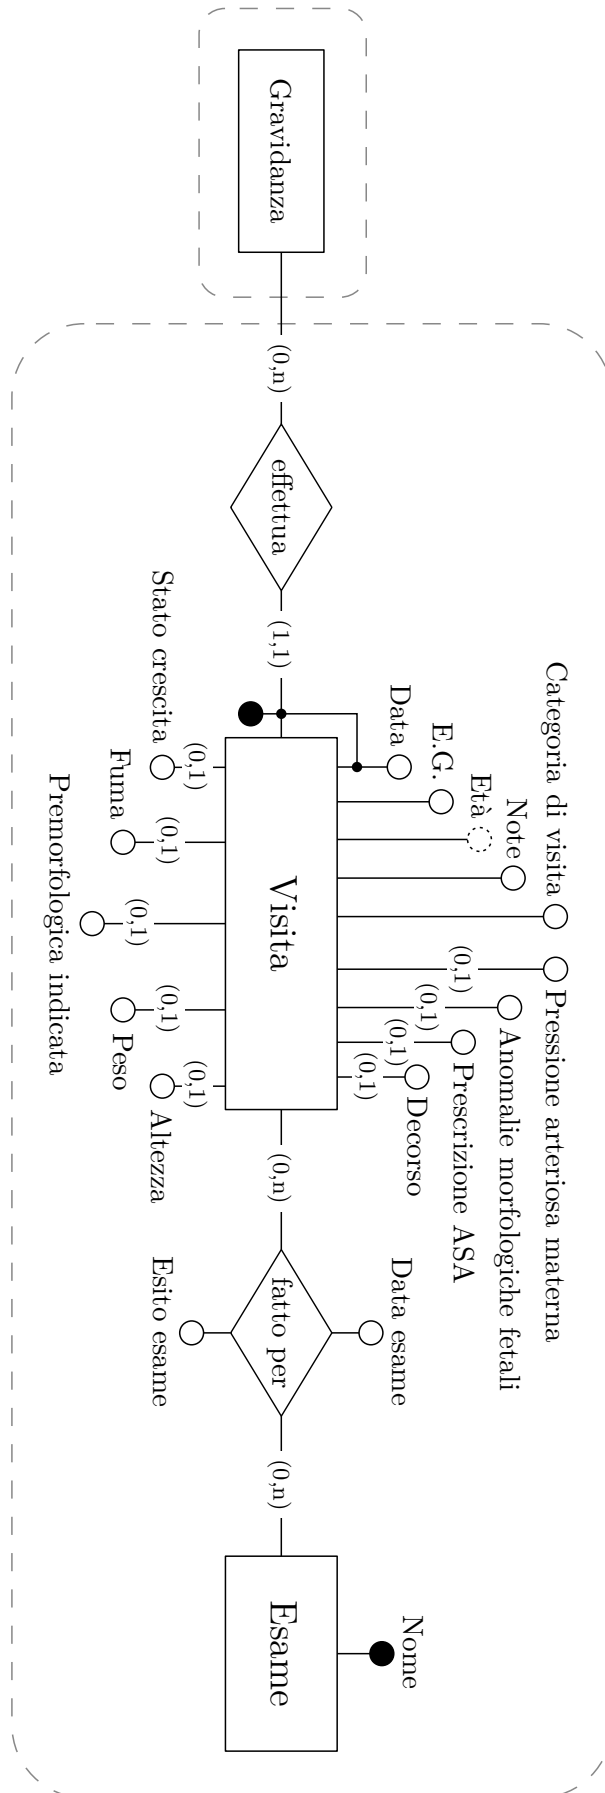 Gravidanza
(0,n)
effettua
(1,1)
Categoria di visita
Note
Età
E.G.
Data
Pressione arteriosa materna
(0,1)
Anomalie morfologiche fetali
(0,1)
Prescrizione ASA
(0,1)
Decorso
(0,1)
Visita
Stato crescita
(0,1)
Fuma
(0,1)
Premorfologica indicata
(0,1)
Peso
(0,1)
Altezza
(0,1)
(0,n)
Data esame
fatto per
Esito esame
(0,n)
Nome
Esame